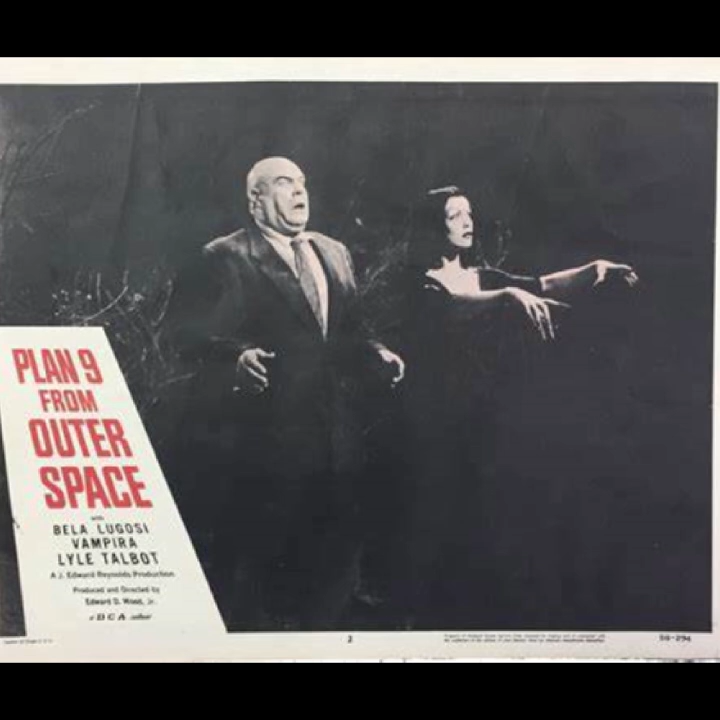 PLAN 9
FROM
OUTER
SPACE
with
BELA LUGOSI
VAMPIRA
LYLE TALBOT
A J. Edward Reynolds Production
Produced and Directed by
Edward D. Wood, Jr.
a DCA release
2
58-294